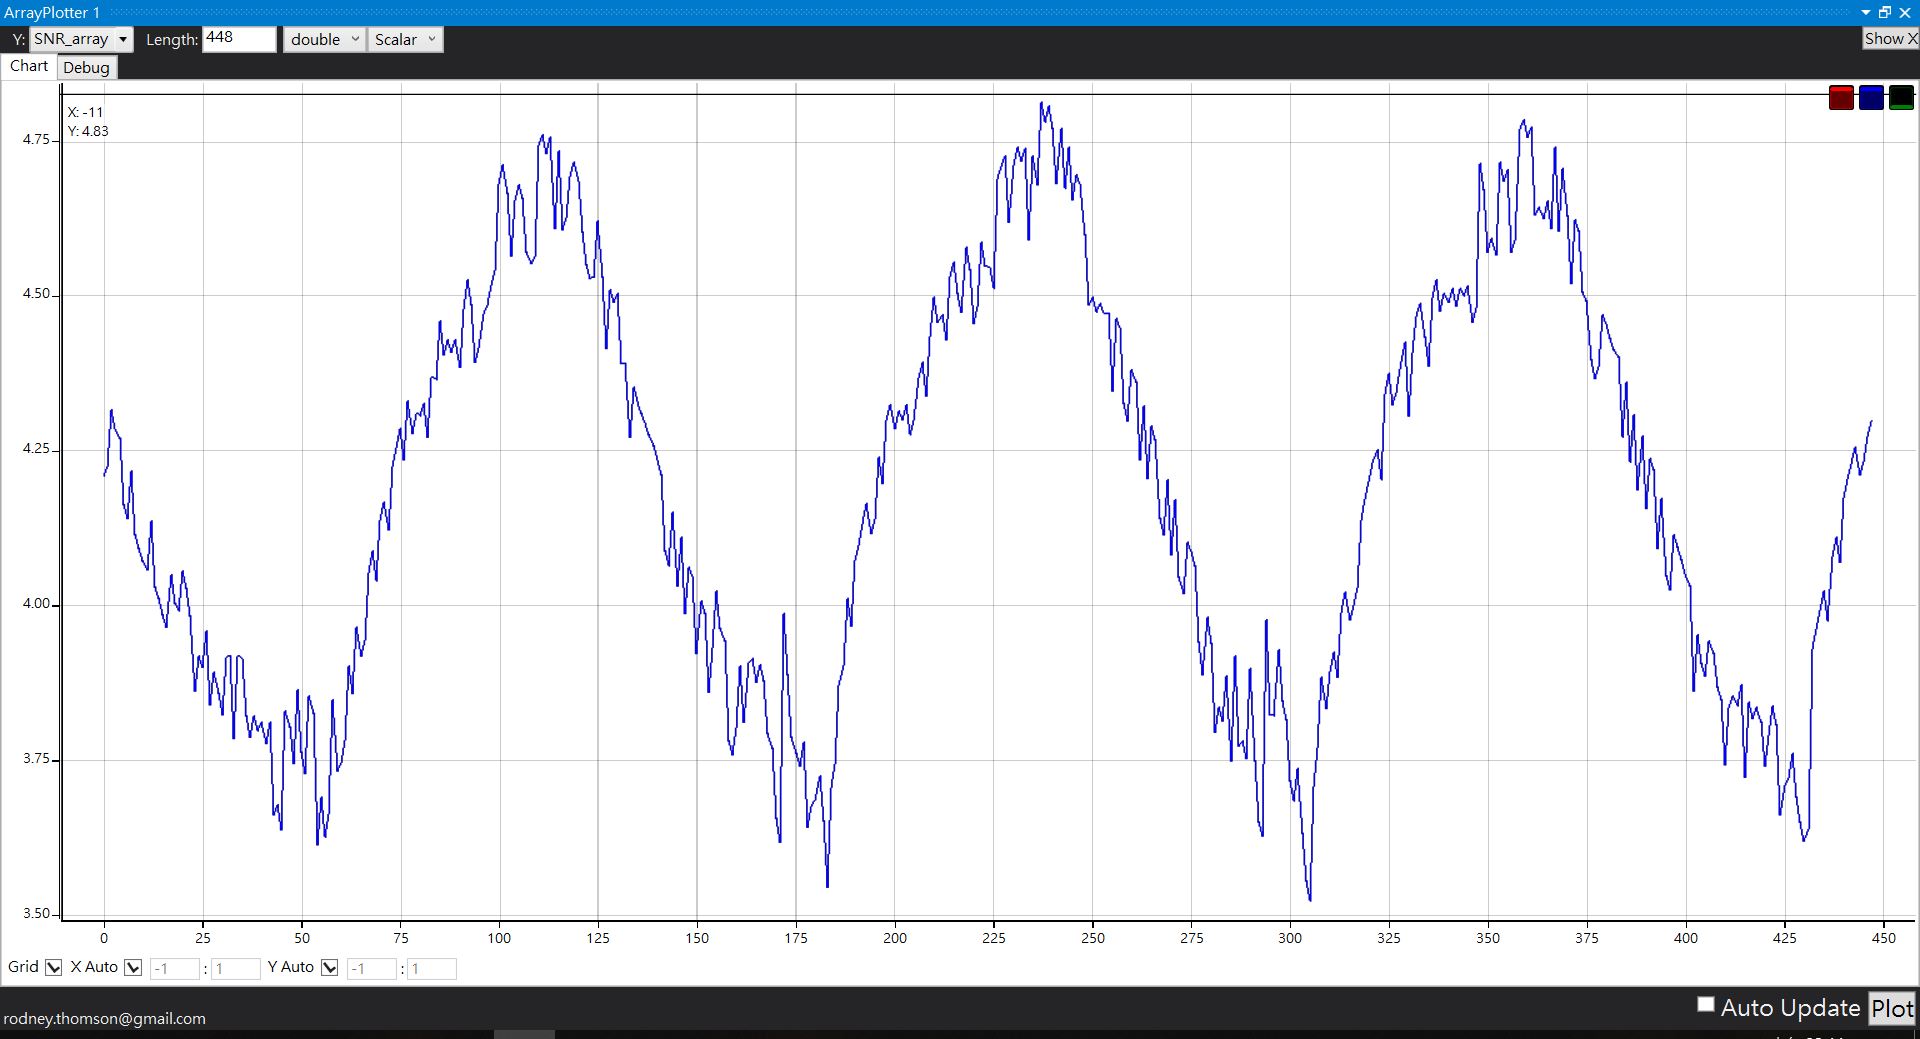 ArrayPlotter 1
Y: SNR_array Length: 448 double Scalar Show X
Chart Debug
X: -11
Y: 4.83
4.75
4.50
4.25
4.00
3.75
3.50
0 25 50 75 100 125 150 175 200 225 250 275 300 325 350 375 400 425 450
Grid X Auto -1 : 1 Y Auto -1 : 1
Auto Update Plot
rodney.thomson@gmail.com